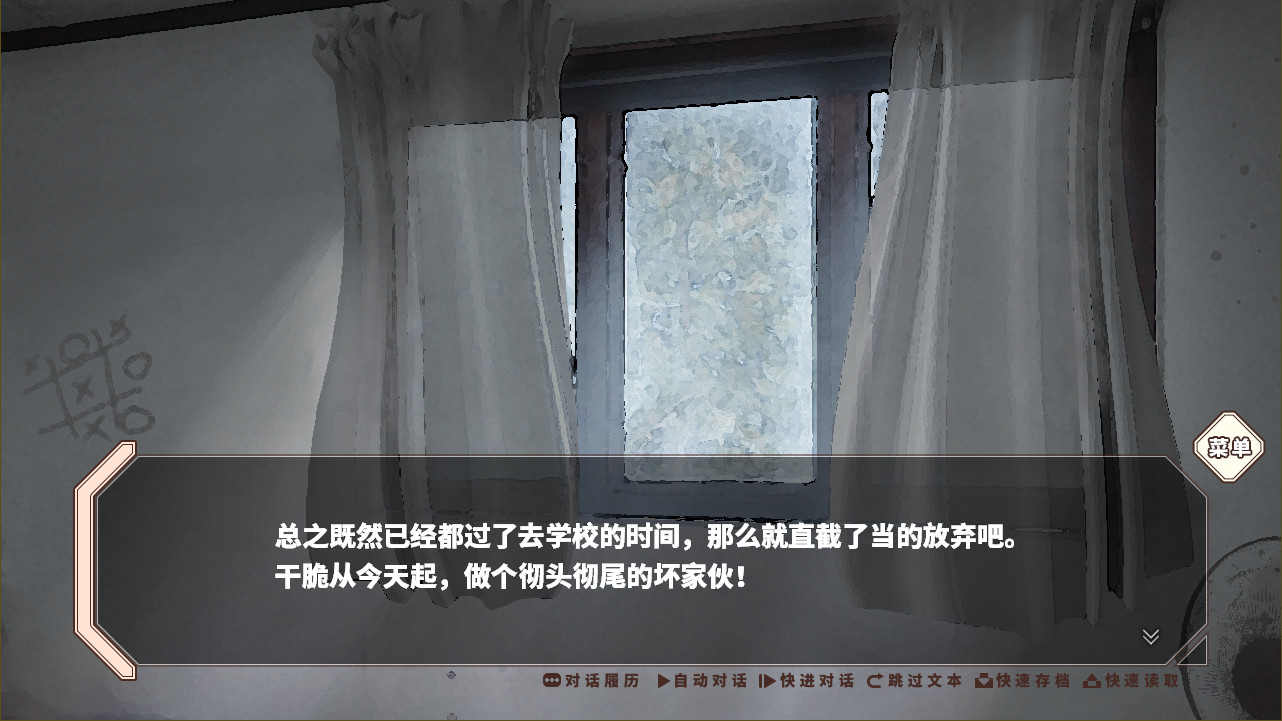 菜单
总之既然已经都过了去学校的时间，那么就直截了当的放弃吧。
干脆从今天起，做个彻头彻尾的坏家伙！
对话履历 自动对话 快进对话 跳过文本 快速存档 快速读取